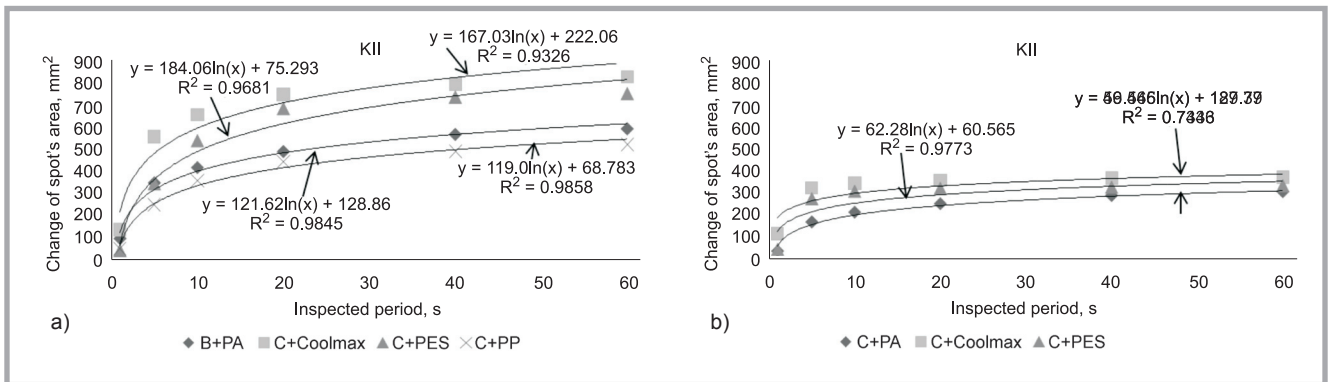 KII
y = 184.06ln(x) + 75.293
R² = 0.9681
y = 167.03ln(x) + 222.06
R² = 0.9326
y = 121.62ln(x) + 128.86
R² = 0.9845
y = 119.0ln(x) + 68.783
R² = 0.9858
Change of spot's area, mm²
900
800
700
600
500
400
300
200
100
0
0 10 20 30 40 50 60
Inspected period, s
a)
B+PA C+Coolmax C+PES C+PP
KII
y = 62.28ln(x) + 60.565
R² = 0.9773
Change of spot's area, mm²
900
800
700
600
500
400
300
200
100
0
0 10 20 30 40 50 60
Inspected period, s
b)
C+PA C+Coolmax C+PES